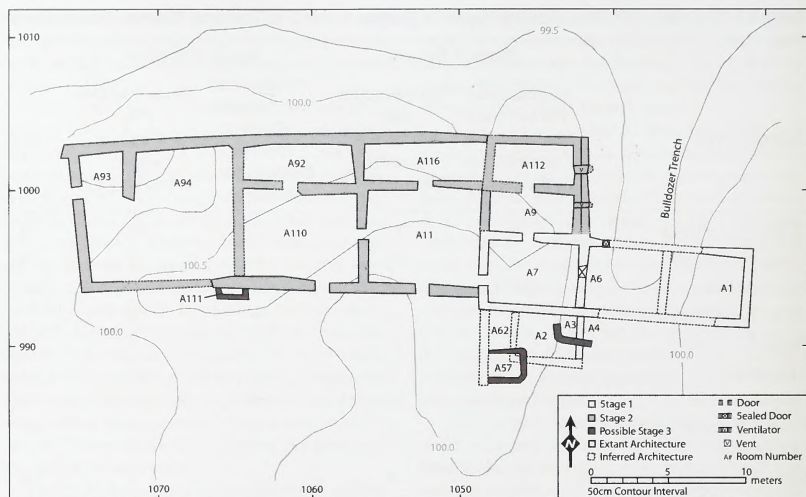 1010
99.5
100.0
Bulldozer Trench
A93
A94
A92
A116
A112
V
1000
A9
A110
A11
A7
A6
A1
100.5
A111
100.0
A62
A2
A3
A4
990
A57
100.0
100.0
Stage 1
Stage 2
Possible Stage 3
Extant Architecture
Inferred Architecture
Door
Sealed Door
Ventilator
Vent
A# Room Number
N
0 5 10
meters
50cm Contour Interval
1070 1060 1050